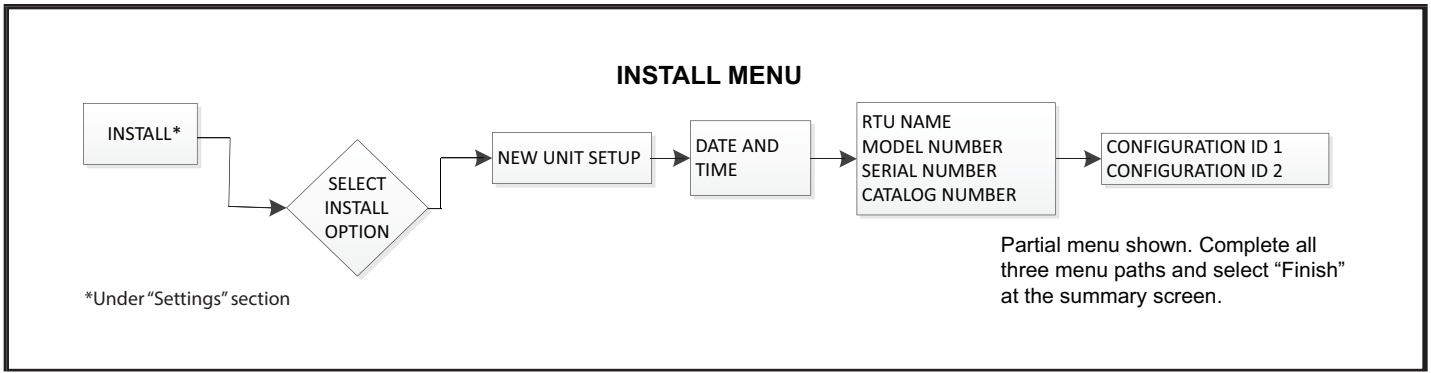 INSTALL MENU
INSTALL*
SELECT
INSTALL
OPTION
NEW UNIT SETUP
DATE AND
TIME
RTU NAME
MODEL NUMBER
SERIAL NUMBER
CATALOG NUMBER
CONFIGURATION ID 1
CONFIGURATION ID 2
Partial menu shown. Complete all
three menu paths and select “Finish”
at the summary screen.
*Under “Settings” section